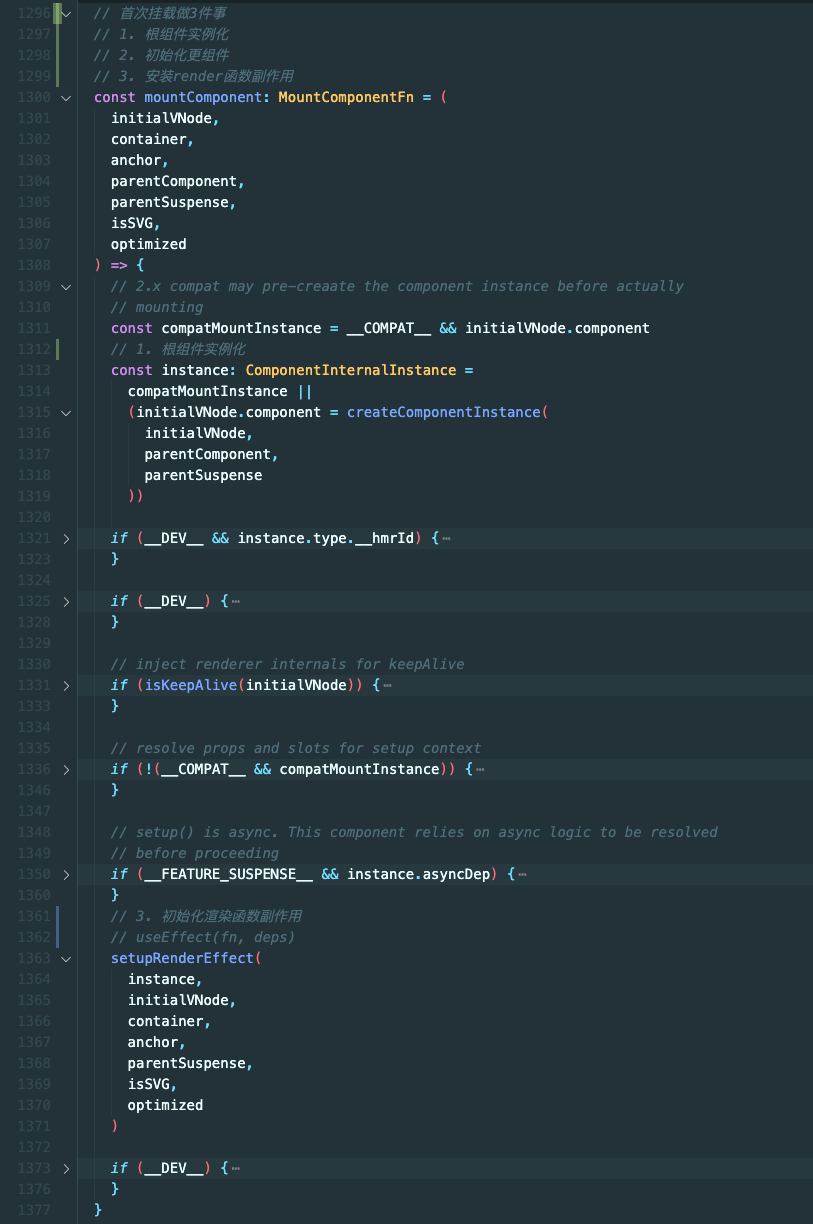 1296 // 首次挂载做3件事
1297 // 1. 根组件实例化
1298 // 2. 初始化更组件
1299 // 3. 安装render函数副作用
1300 const mountComponent: MountComponentFn = (
1301 initialVNode,
1302 container,
1303 anchor,
1304 parentComponent,
1305 parentSuspense,
1306 isSVG,
1307 optimized
1308 ) => {
1309 // 2.x compat may pre-creaate the component instance before actually
1310 // mounting
1311 const compatMountInstance = __COMPAT__ && initialVNode.component
1312 // 1. 根组件实例化
1313 const instance: ComponentInternalInstance =
1314 compatMountInstance ||
1315 (initialVNode.component = createComponentInstance(
1316 initialVNode,
1317 parentComponent,
1318 parentSuspense
1319 ))
1320
1321 if (__DEV__ && instance.type.__hmrId) { ⋯
1323 }
1324
1325 if (__DEV__) { ⋯
1328 }
1329
1330 // inject renderer internals for keepAlive
1331 if (isKeepAlive(initialVNode)) { ⋯
1333 }
1334
1335 // resolve props and slots for setup context
1336 if (!(__COMPAT__ && compatMountInstance)) { ⋯
1346 }
1347
1348 // setup() is async. This component relies on async logic to be resolved
1349 // before proceeding
1350 if (__FEATURE_SUSPENSE__ && instance.asyncDep) { ⋯
1360 }
1361 // 3. 初始化渲染函数副作用
1362 // useEffect(fn, deps)
1363 setupRenderEffect(
1364 instance,
1365 initialVNode,
1366 container,
1367 anchor,
1368 parentSuspense,
1369 isSVG,
1370 optimized
1371 )
1372
1373 if (__DEV__) { ⋯
1376 }
1377 }